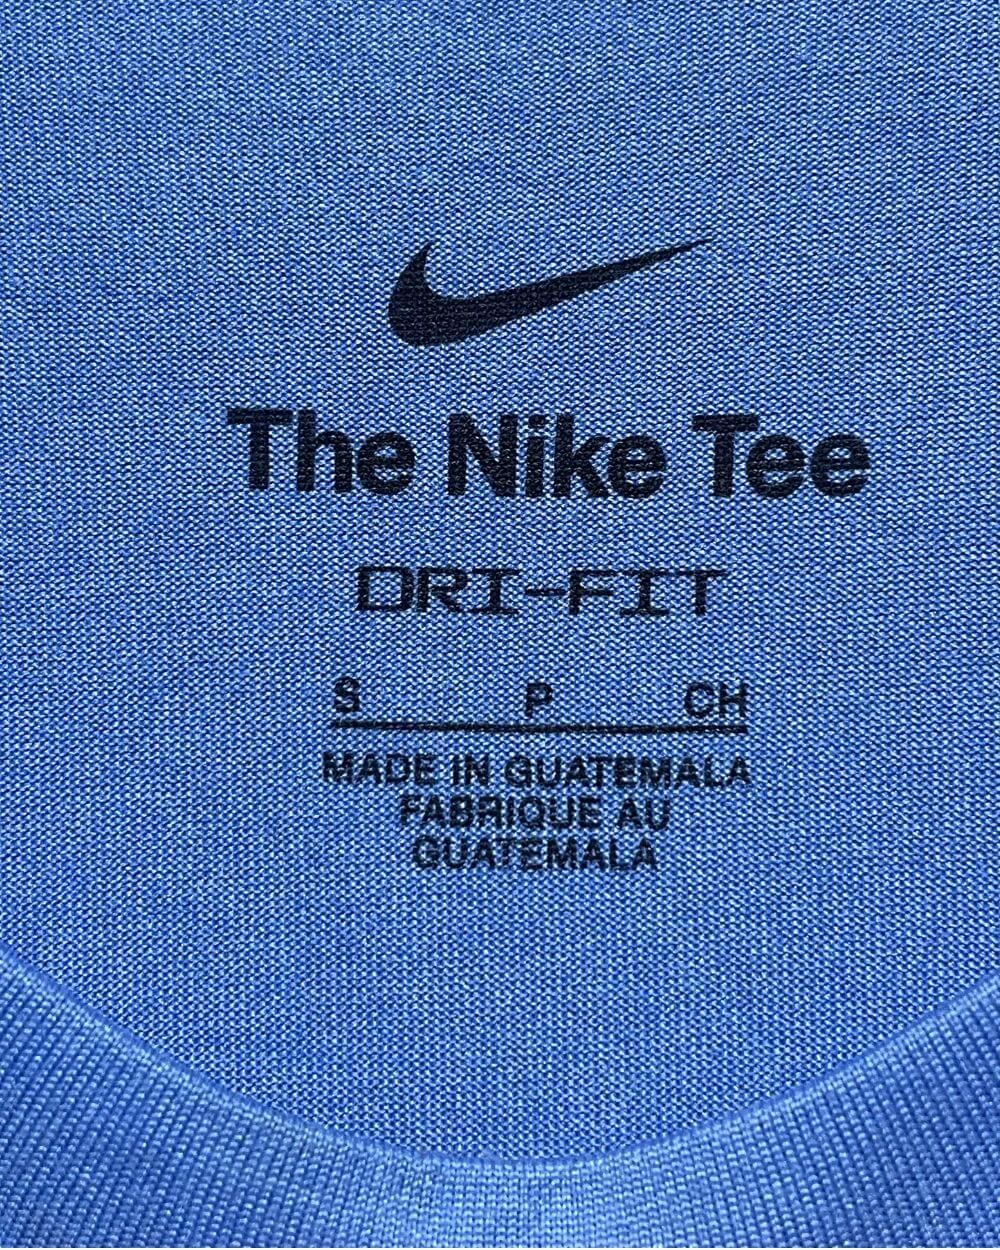 The Nike Tee
DRI-FIT
S P CH
MADE IN GUATEMALA
FABRIQUE AU
GUATEMALA